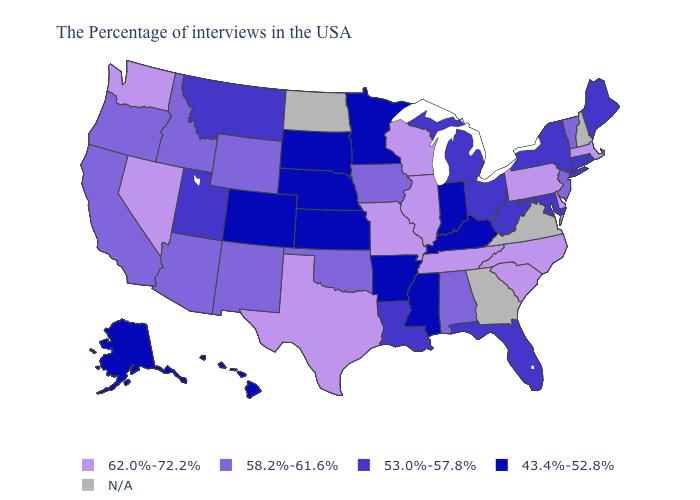 The Percentage of interviews in the USA
62.0%-72.2%
58.2%-61.6%
53.0%-57.8%
43.4%-52.8%
N/A